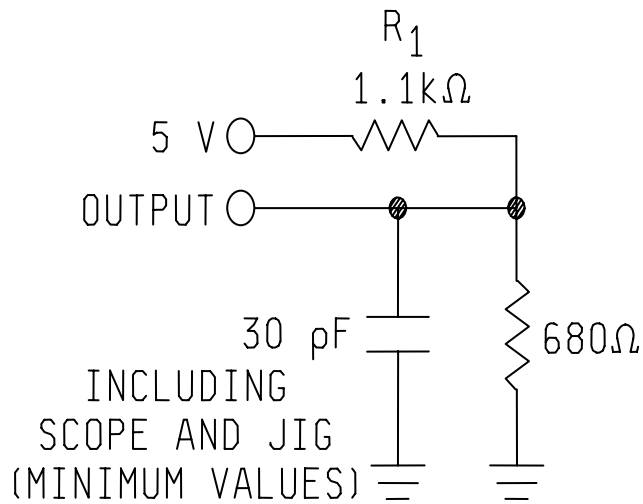 R1
1.1kΩ
5 V
OUTPUT
30 pF
680Ω
INCLUDING
SCOPE AND JIG
(MINIMUM VALUES)